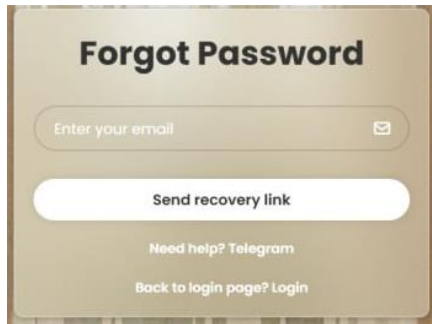 Forgot Password
Enter your email
Send recovery link
Need help? Telegram
Back to login page? Login